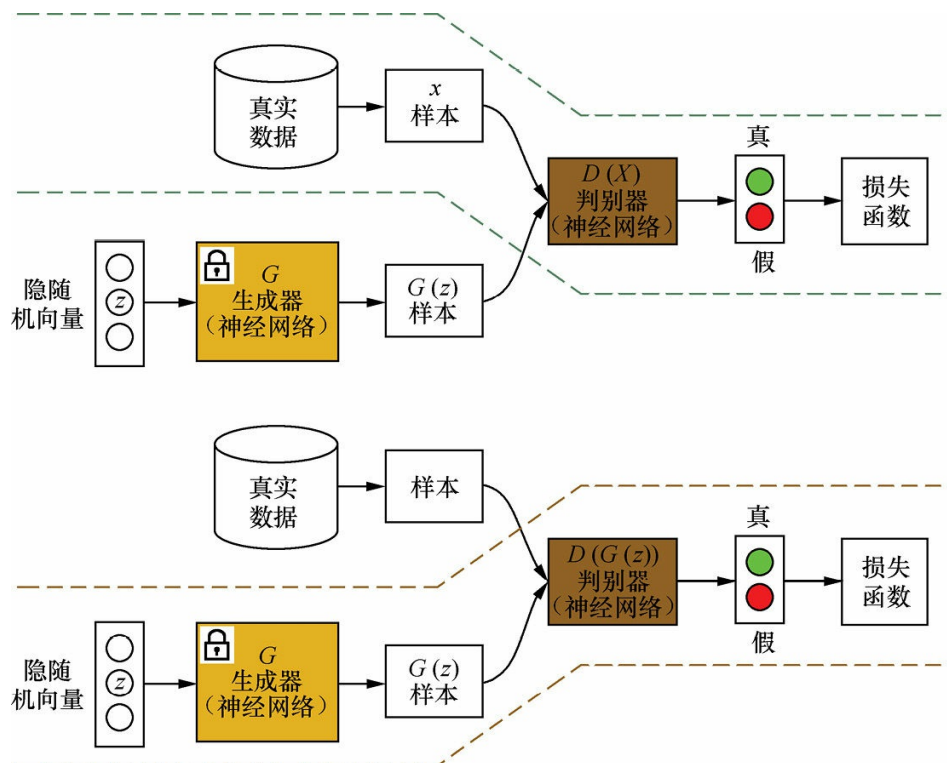 真实
数据
x
样本
D (X)
判别器
（神经网络）
真
假
损失
函数
隐随
机向量
z
G
生成器
（神经网络）
G (z)
样本
真实
数据
样本
D (G (z))
判别器
（神经网络）
真
假
损失
函数
隐随
机向量
z
G
生成器
（神经网络）
G (z)
样本